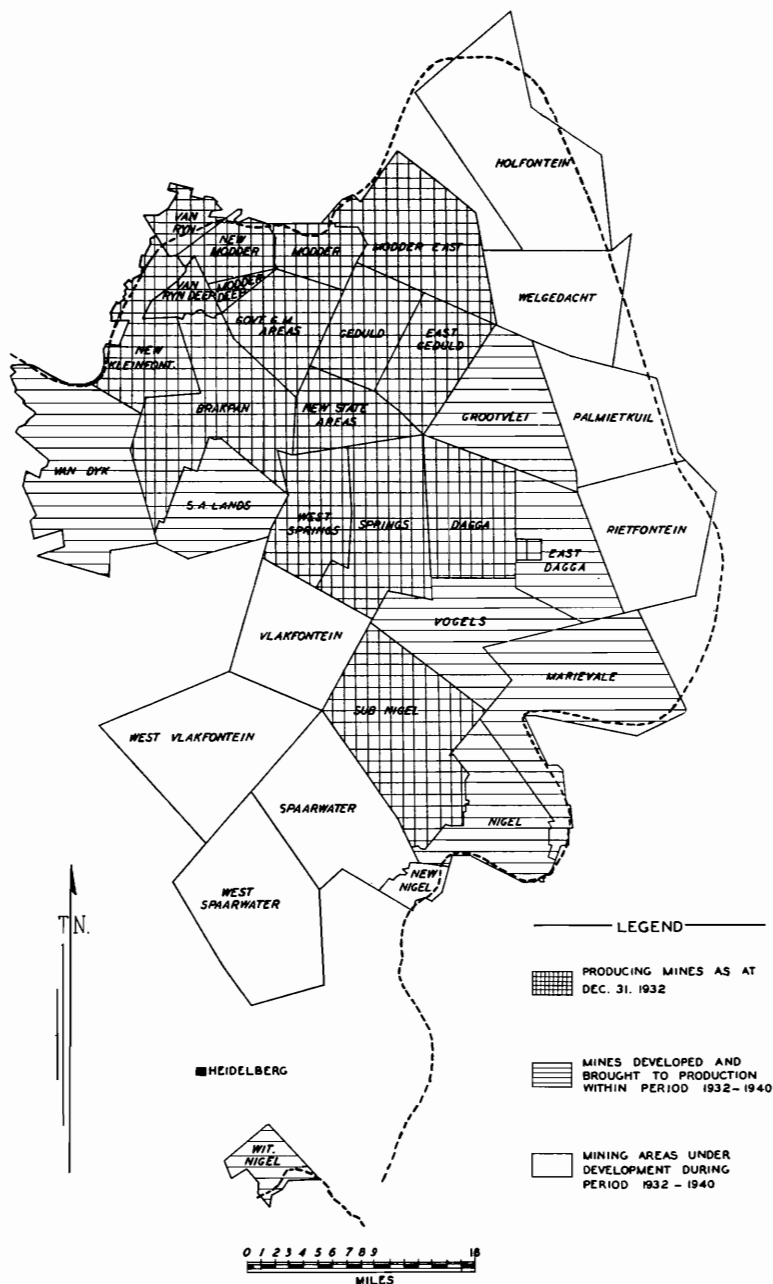 HOLFONTEIN
VAN
RYN
NEW
MODDER
MODDER
MODDER EAST
VAN
RYN DEEP
MODDER
DEEP
WELGEDACHT
GOVT. G.M.
AREAS
GEDULD
EAST
GEDULD
NEW
KLEINFONT.
BRAKPAN
NEW STATE
AREAS
GROOTVLEI
PALMIETKUIL
VAN DYK
S.A. LANDS
WEST
SPRINGS
SPRINGS
DAGGA
RIETFONTEIN
EAST
DAGGA
VOGELS
VLAKFONTEIN
MARIEVALE
SUB NIGEL
WEST VLAKFONTEIN
SPAARWATER
NIGEL
NEW
NIGEL
WEST
SPAARWATER
T.N.
LEGEND
PRODUCING MINES AS AT
DEC. 31. 1932
HEIDELBERG
MINES DEVELOPED AND
BROUGHT TO PRODUCTION
WITHIN PERIOD 1932-1940
WIT.
NIGEL
MINING AREAS UNDER
DEVELOPMENT DURING
PERIOD 1932-1940
0 1 2 3 4 5 6 7 8 9
MILES